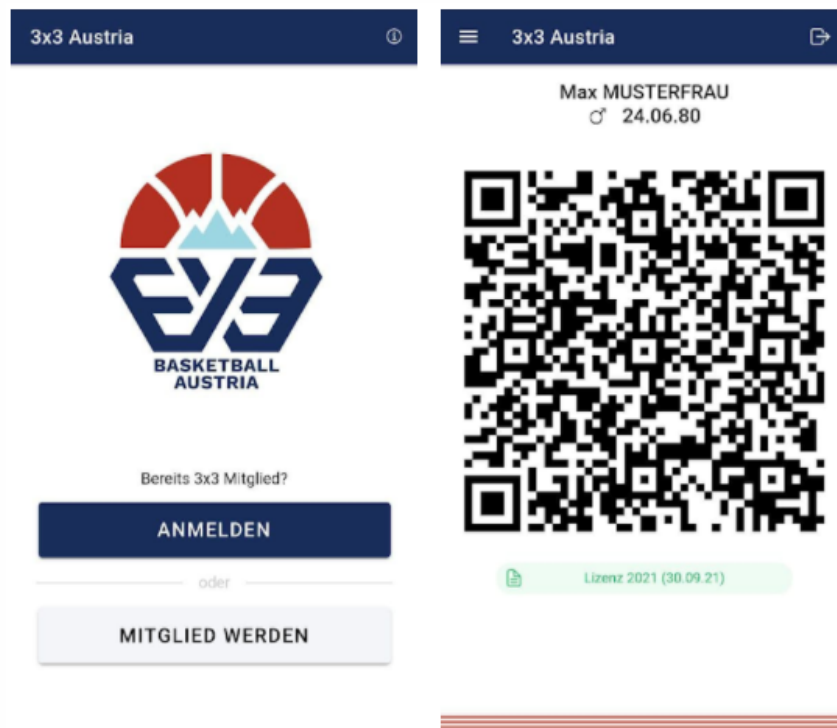 3x3 Austria
3X3
BASKETBALL
AUSTRIA
Bereits 3x3 Mitglied?
ANMELDEN
oder
MITGLIED WERDEN
3x3 Austria
Max MUSTERFRAU
♂ 24.06.80
Lizenz 2021 (30.09.21)